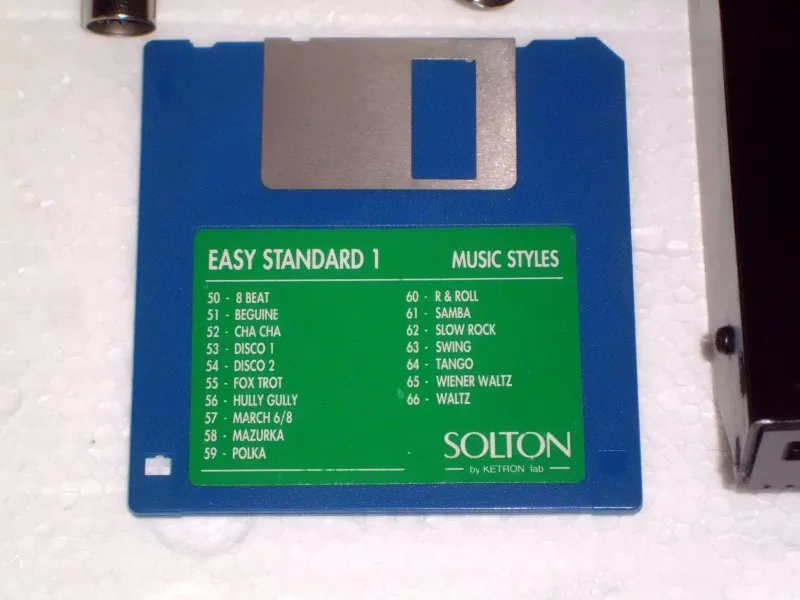 EASY STANDARD 1 MUSIC STYLES
50 - 8 BEAT
51 - BEGUINE
52 - CHA CHA
53 - DISCO 1
54 - DISCO 2
55 - FOX TROT
56 - HULLY GULLY
57 - MARCH 6/8
58 - MAZURKA
59 - POLKA
60 - R & ROLL
61 - SAMBA
62 - SLOW ROCK
63 - SWING
64 - TANGO
65 - WIENER WALTZ
66 - WALTZ
SOLTON
by KETRON lab